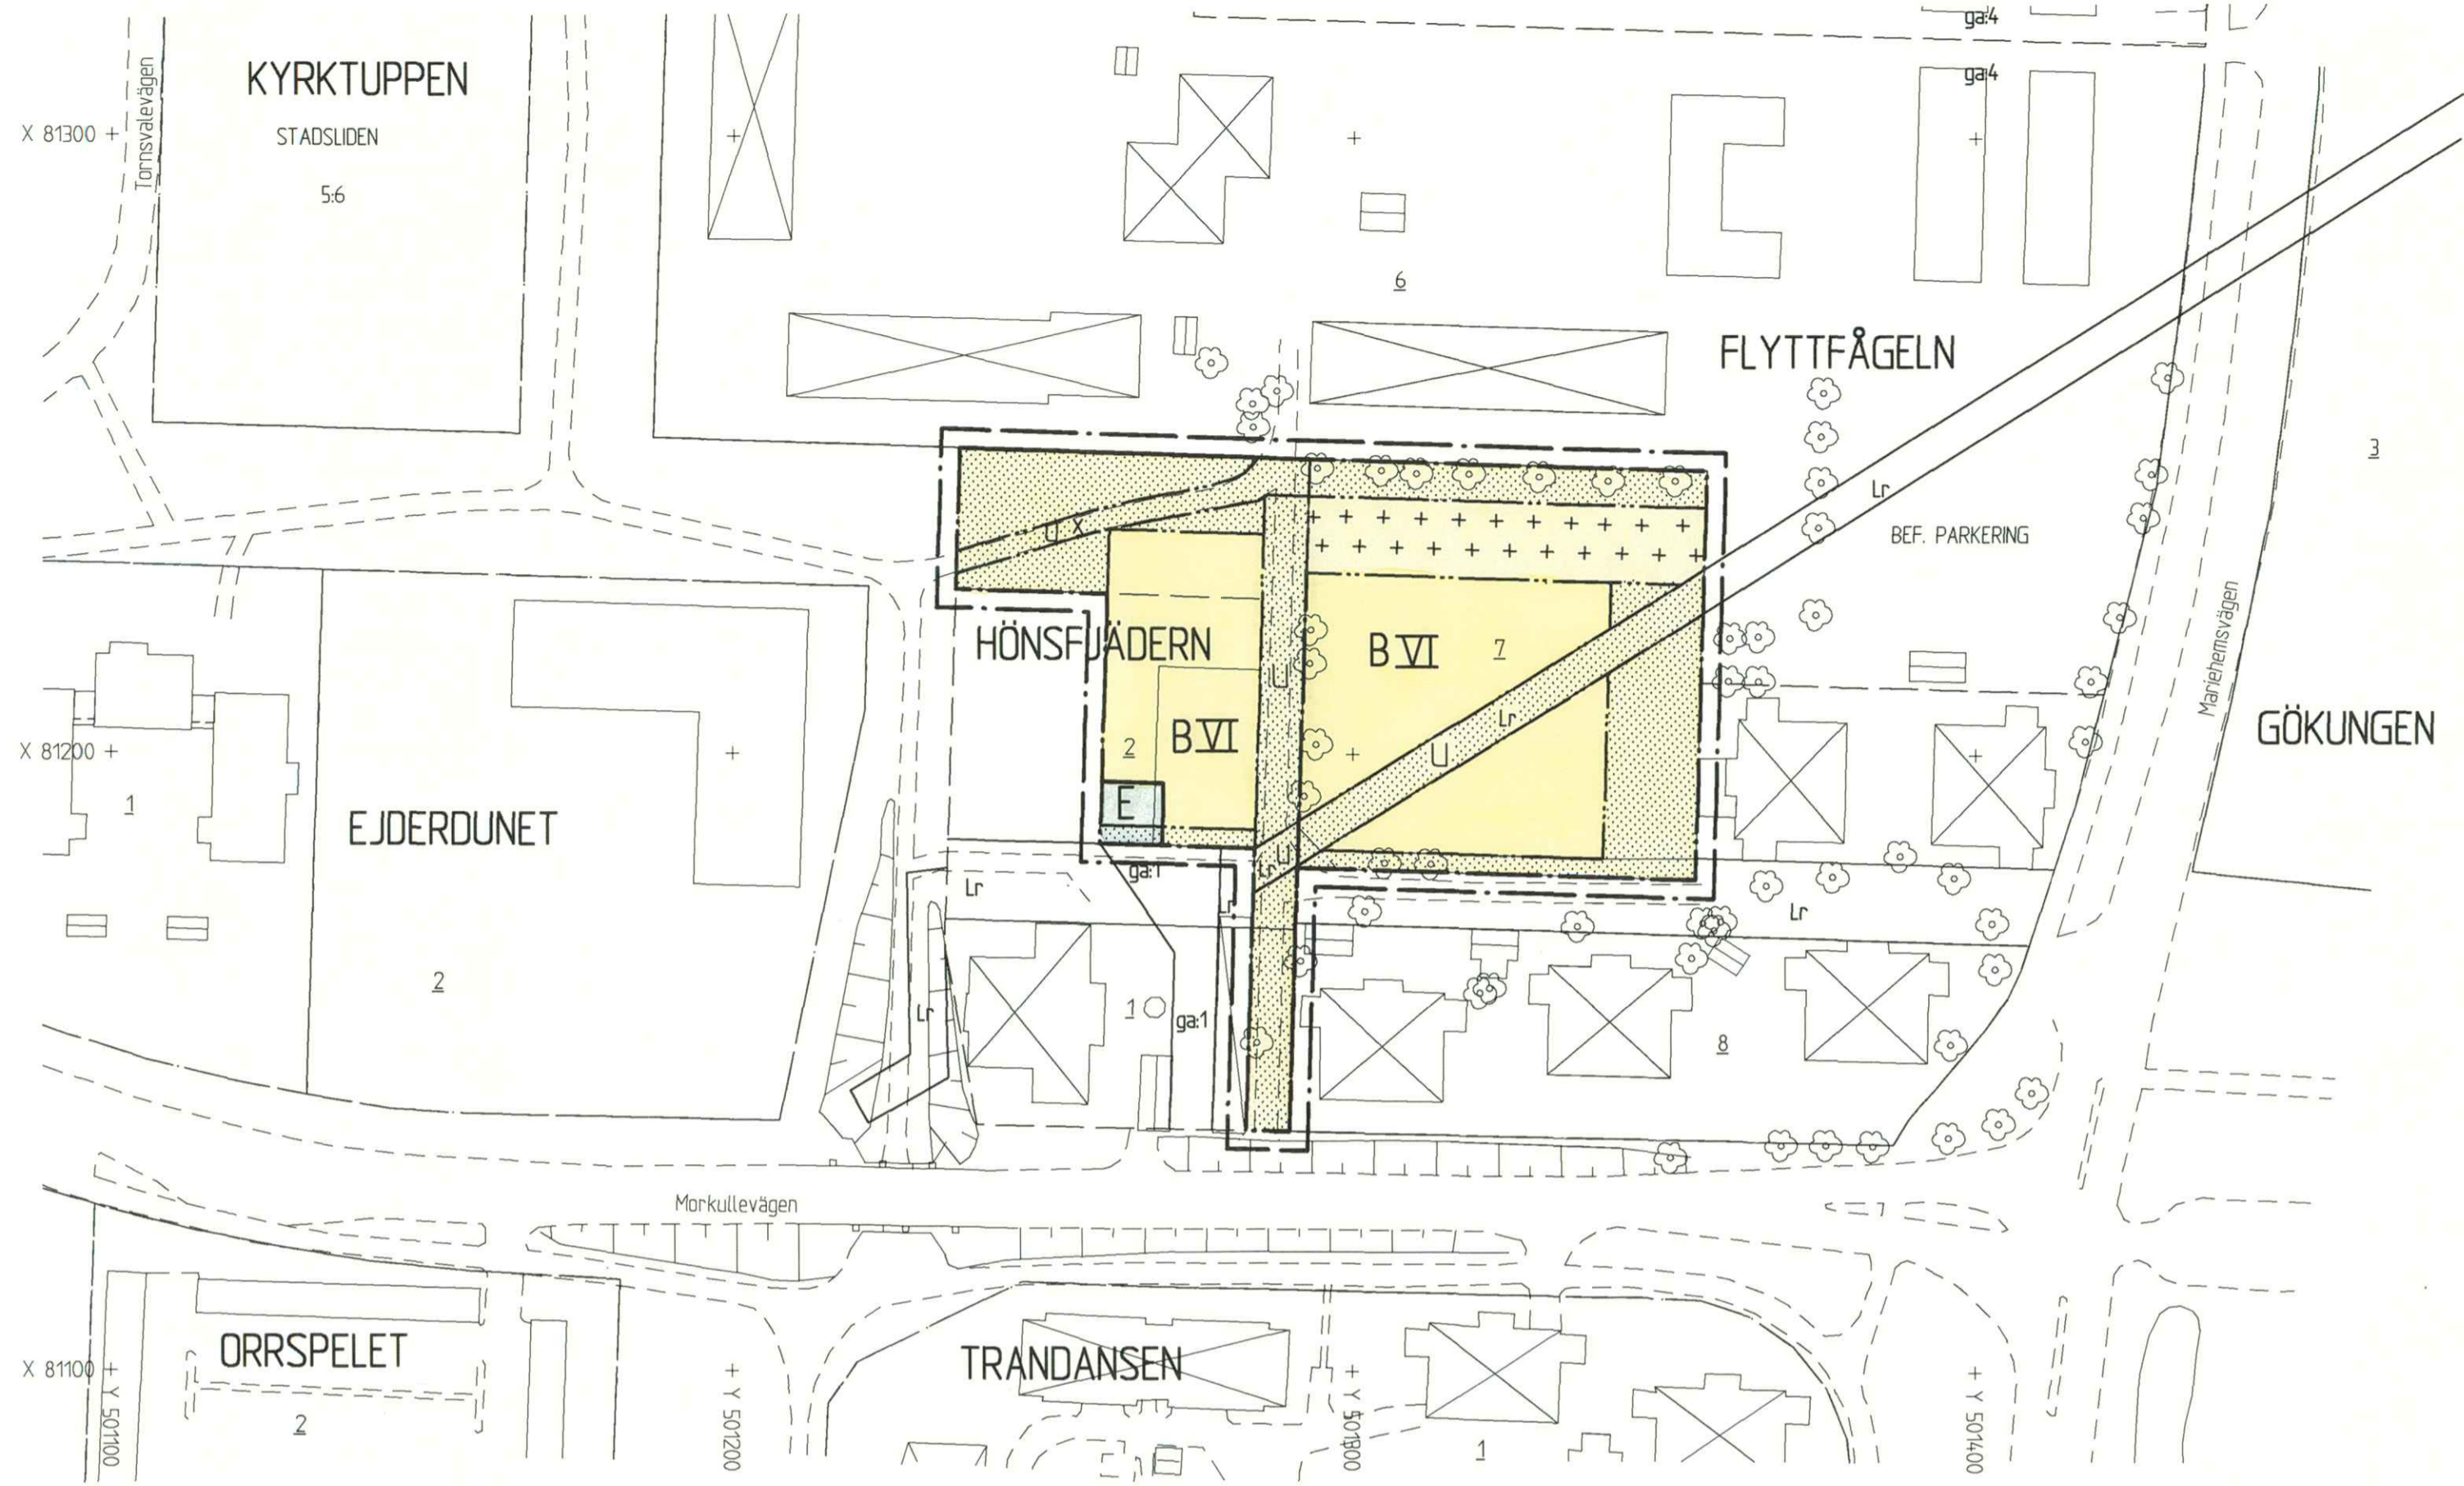 ga:4
KYRKTUPPEN
ga:4
Tornsvalevägen
X 81300
STADSLIDEN
5:6
6
FLYTTFÅGELN
3
Lr
BEF. PARKERING
U X
HÖNSFJÄDERN
B VI
7
Mariehemsvägen
U
Lr
GÖKUNGEN
2
B VI
X 81200
U
1
E
EJDERDUNET
U
ga:1
Lr
Lr
Lr
Lr
2
Lr
1
ga:1
8
Morkullevägen
ORRSPELET
TRANDANSEN
X 81100
2
1
Y 501100
Y 501200
Y 501300
Y 501400